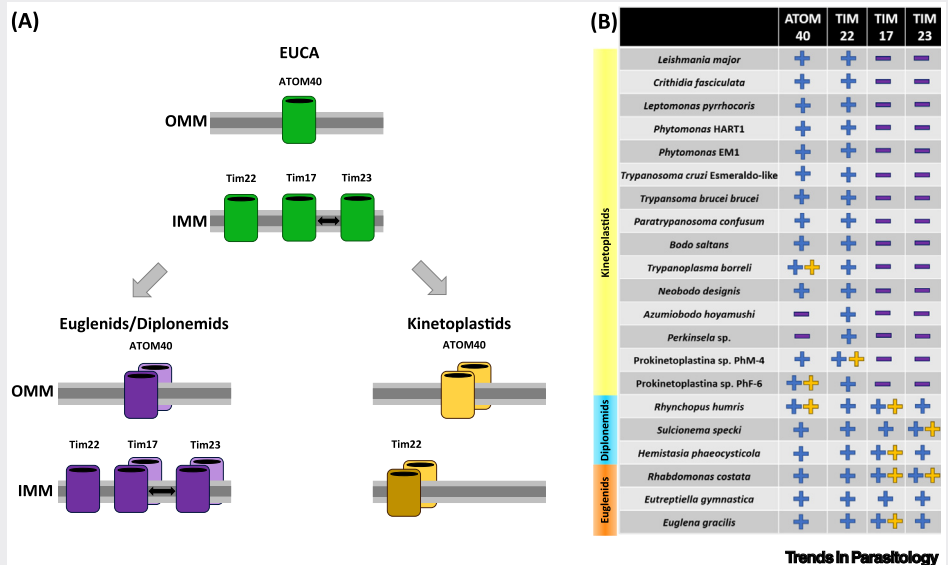 (A)
EUCA
ATOM40
OMM
Tim22 Tim17 Tim23
IMM
Euglenids/Diplonemids
ATOM40
OMM
Tim22 Tim17 Tim23
IMM
Kinetoplastids
ATOM40
Tim22
(B)
ATOM 40 TIM 22 TIM 17 TIM 23
Kinetoplastids
Leishmania major + + - -
Crithidia fasciculata + + - -
Leptomonas pyrrhocoris + + - -
Phytomonas HART1 + + - -
Phytomonas EM1 + + - -
Trypanosoma cruzi Esmeraldo-like + + - -
Trypansoma brucei brucei + + - -
Paratrypanosoma confusum + + - -
Bodo saltans + + - -
Trypanoplasma borreli ++ + - -
Neobodo designis + + - -
Azumiobodo hoyamushi - + - -
Perkinsela sp. - + - -
Prokinetoplastina sp. PhM-4 + ++ - -
Prokinetoplastina sp. PhF-6 ++ + - -
Diplonemids
Rhynchopus humris ++ + ++ +
Sulcionema specki + + + ++
Hemistasia phaeocysticola + + ++ +
Euglenids
Rhabdomonas costata + + ++ ++
Eutreptiella gymnastica + + + +
Euglena gracilis + + ++ +
Trends in Parasitology